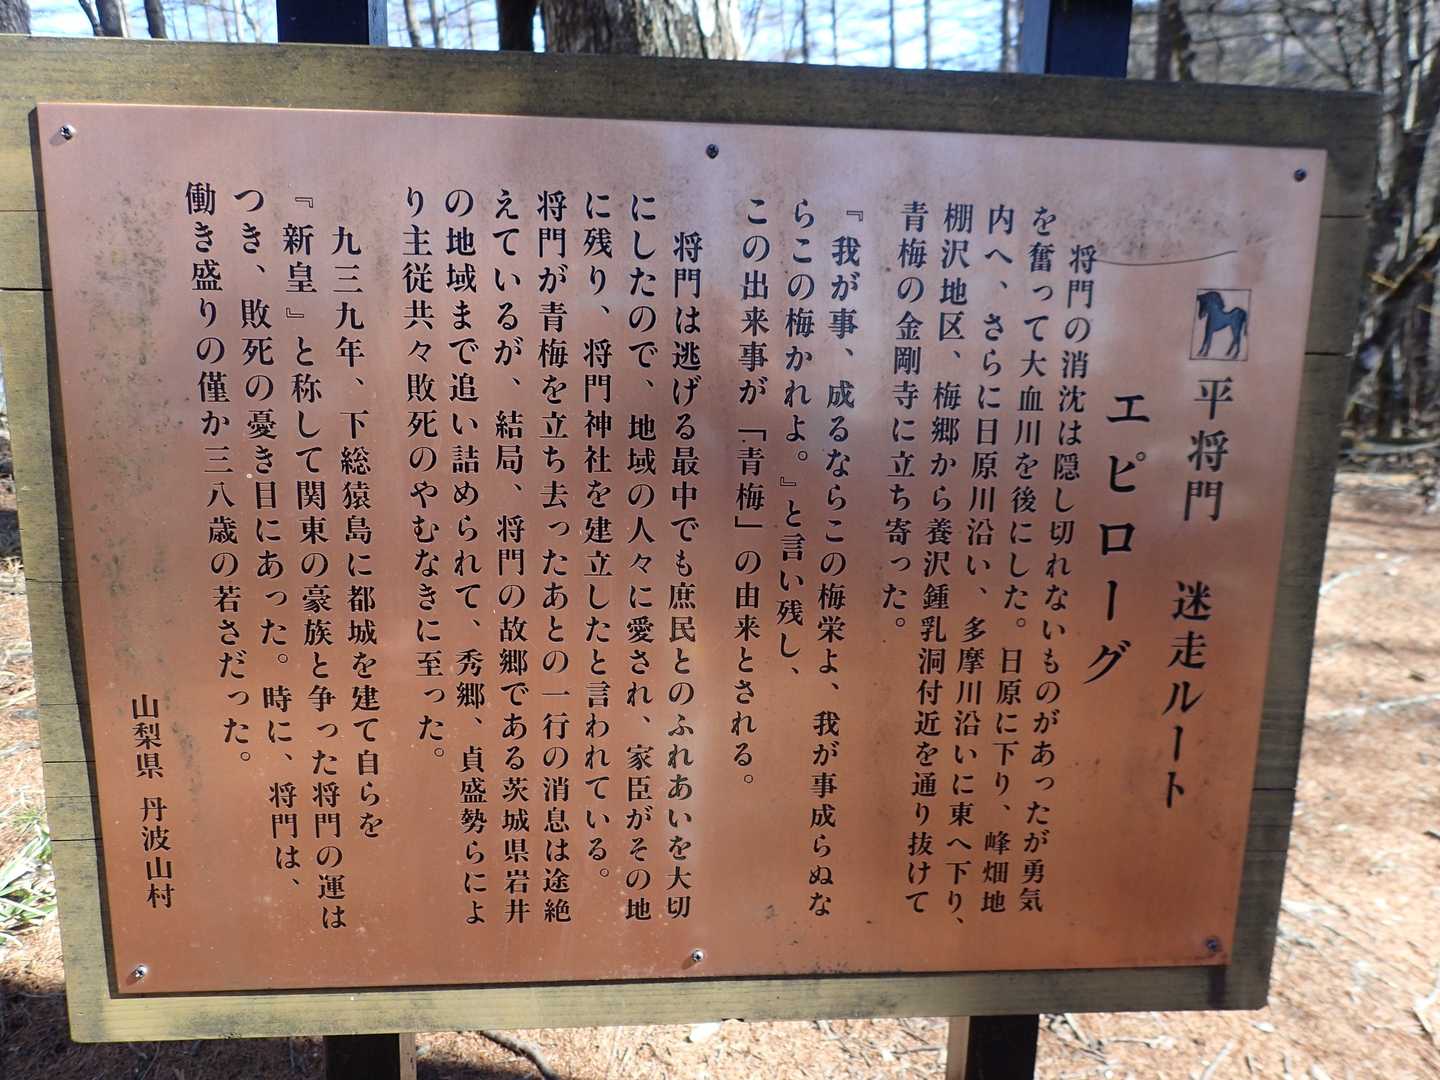 平将門 迷走ルート
エピローグ
将門の消沈は隠し切れないものがあったが勇気
を奮って大血川を後にした。日原に下り、峰畑地
内へ、さらに日原川沿い、多摩川沿いに東へ下り、
棚沢地区、梅郷から養沢鍾乳洞付近を通り抜けて
青梅の金剛寺に立ち寄った。
『我が事、成るならこの梅栄よ、我が事成らぬな
らこの梅かれよ。』と言い残し、
この出来事が「青梅」の由来とされる。
将門は逃げる最中でも庶民とのふれあいを大切
にしたので、地域の人々に愛され、家臣がその地
に残り、将門神社を建立したと言われている。
将門が青梅を立ち去ったあとの一行の消息は途絶
えているが、結局、将門の故郷である茨城県岩井
の地域まで追い詰められて、秀郷、貞盛勢らによ
り主従共々敗死のやむなきに至った。
九三九年、下総猿島に都城を建て自らを
『新皇』と称して関東の豪族と争った将門の運は
つき、敗死の憂き目にあった。時に、将門は、
働き盛りの僅か三八歳の若さだった。
山梨県 丹波山村